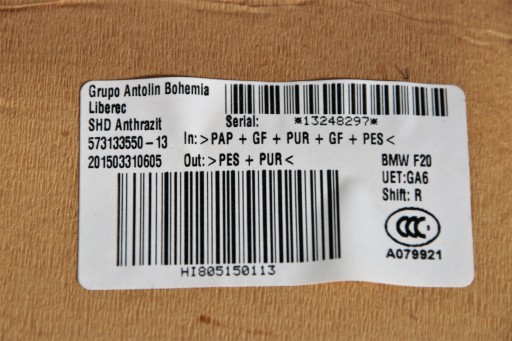 Grupo Antolin Bohemia
Liberec
SHD Anthrazit
573133550-13
201503310605
Serial: *13248297*
In:>PAP + GF + PUR + GF + PES<
Out:>PES + PUR<
BMW F20
UET:GA6
Shift: R
CCC
A079921
HI805150113